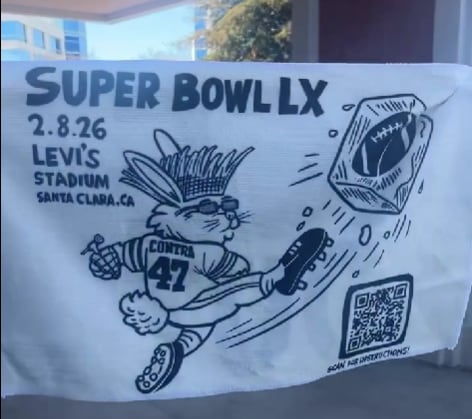 SUPER BOWL LX
2.8.26
LEVI'S
STADIUM
SANTA CLARA, CA
CONTRA
47
SCAN FOR INSTRUCTIONS!